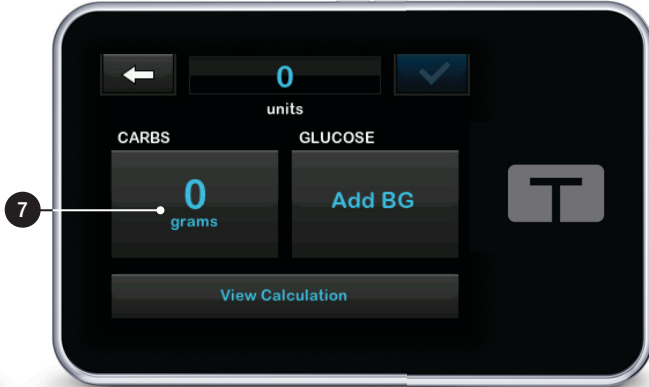 0
units
CARBS GLUCOSE
0
grams
Add BG
7
View Calculation
T